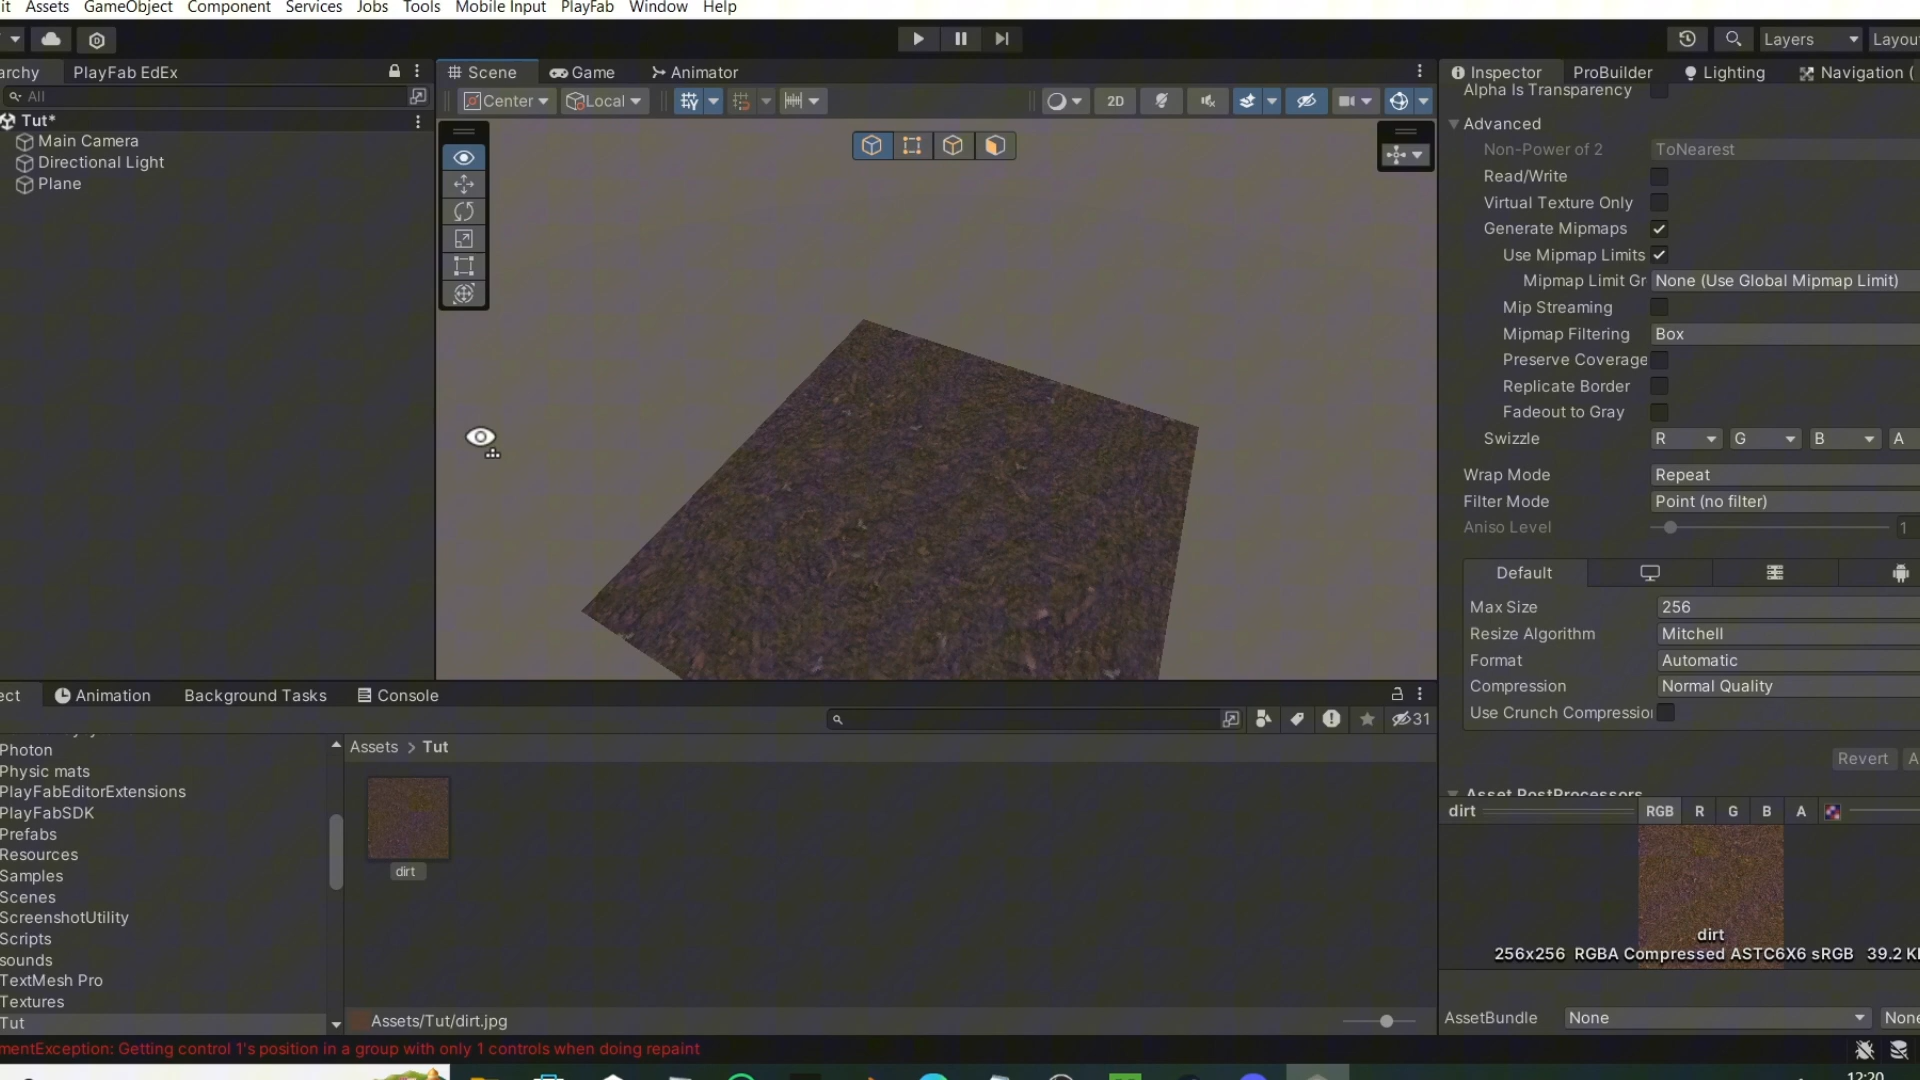 it Assets GameObject Component Services Jobs Tools Mobile Input PlayFab Window Help
Layers
Layou
archy PlayFab EdEx
All
Tut*
Main Camera
Directional Light
Plane
Scene Game Animator
Center Local 2D
Inspector ProBuilder Lighting Navigation (
Alpha Is Transparency
Advanced
Non-Power of 2 ToNearest
Read/Write
Virtual Texture Only
Generate Mipmaps
Use Mipmap Limits
Mipmap Limit Gr None (Use Global Mipmap Limit)
Mip Streaming
Mipmap Filtering Box
Preserve Coverage
Replicate Border
Fadeout to Gray
Swizzle R G B A
Wrap Mode Repeat
Filter Mode Point (no filter)
Aniso Level 1
Default
Max Size 256
Resize Algorithm Mitchell
Format Automatic
Compression Normal Quality
Use Crunch Compressio
Revert A
Asset PostProcessors
dirt RGB R G B A
dirt
256x256 RGBA Compressed ASTC6X6 sRGB 39.2 K
AssetBundle None None
ect Animation Background Tasks Console
31
Photon
Physic mats
PlayFabEditorExtensions
PlayFabSDK
Prefabs
Resources
Samples
Scenes
ScreenshotUtility
Scripts
sounds
TextMesh Pro
Textures
Tut
Assets > Tut
dirt
Assets/Tut/dirt.jpg
mentException: Getting control 1's position in a group with only 1 controls when doing repaint
12:20